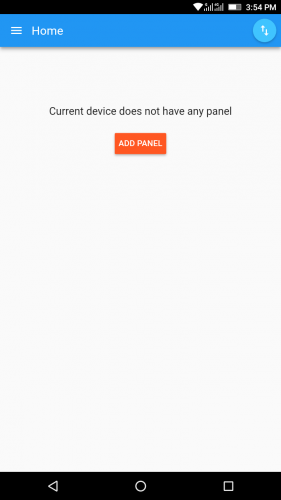 3:54 PM
Home
Current device does not have any panel
ADD PANEL